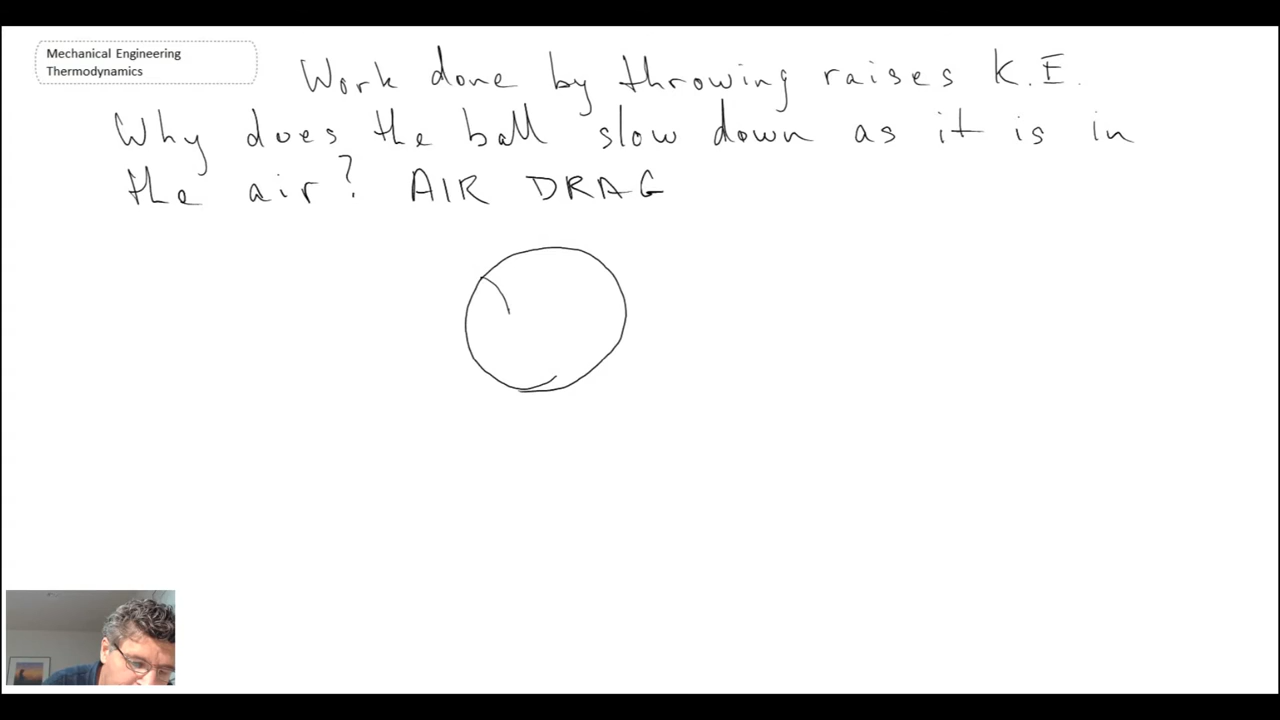 Mechanical Engineering
Thermodynamics
Work done by throwing raises K.E.
Why does the ball slow down as it is in
the air? AIR DRAG